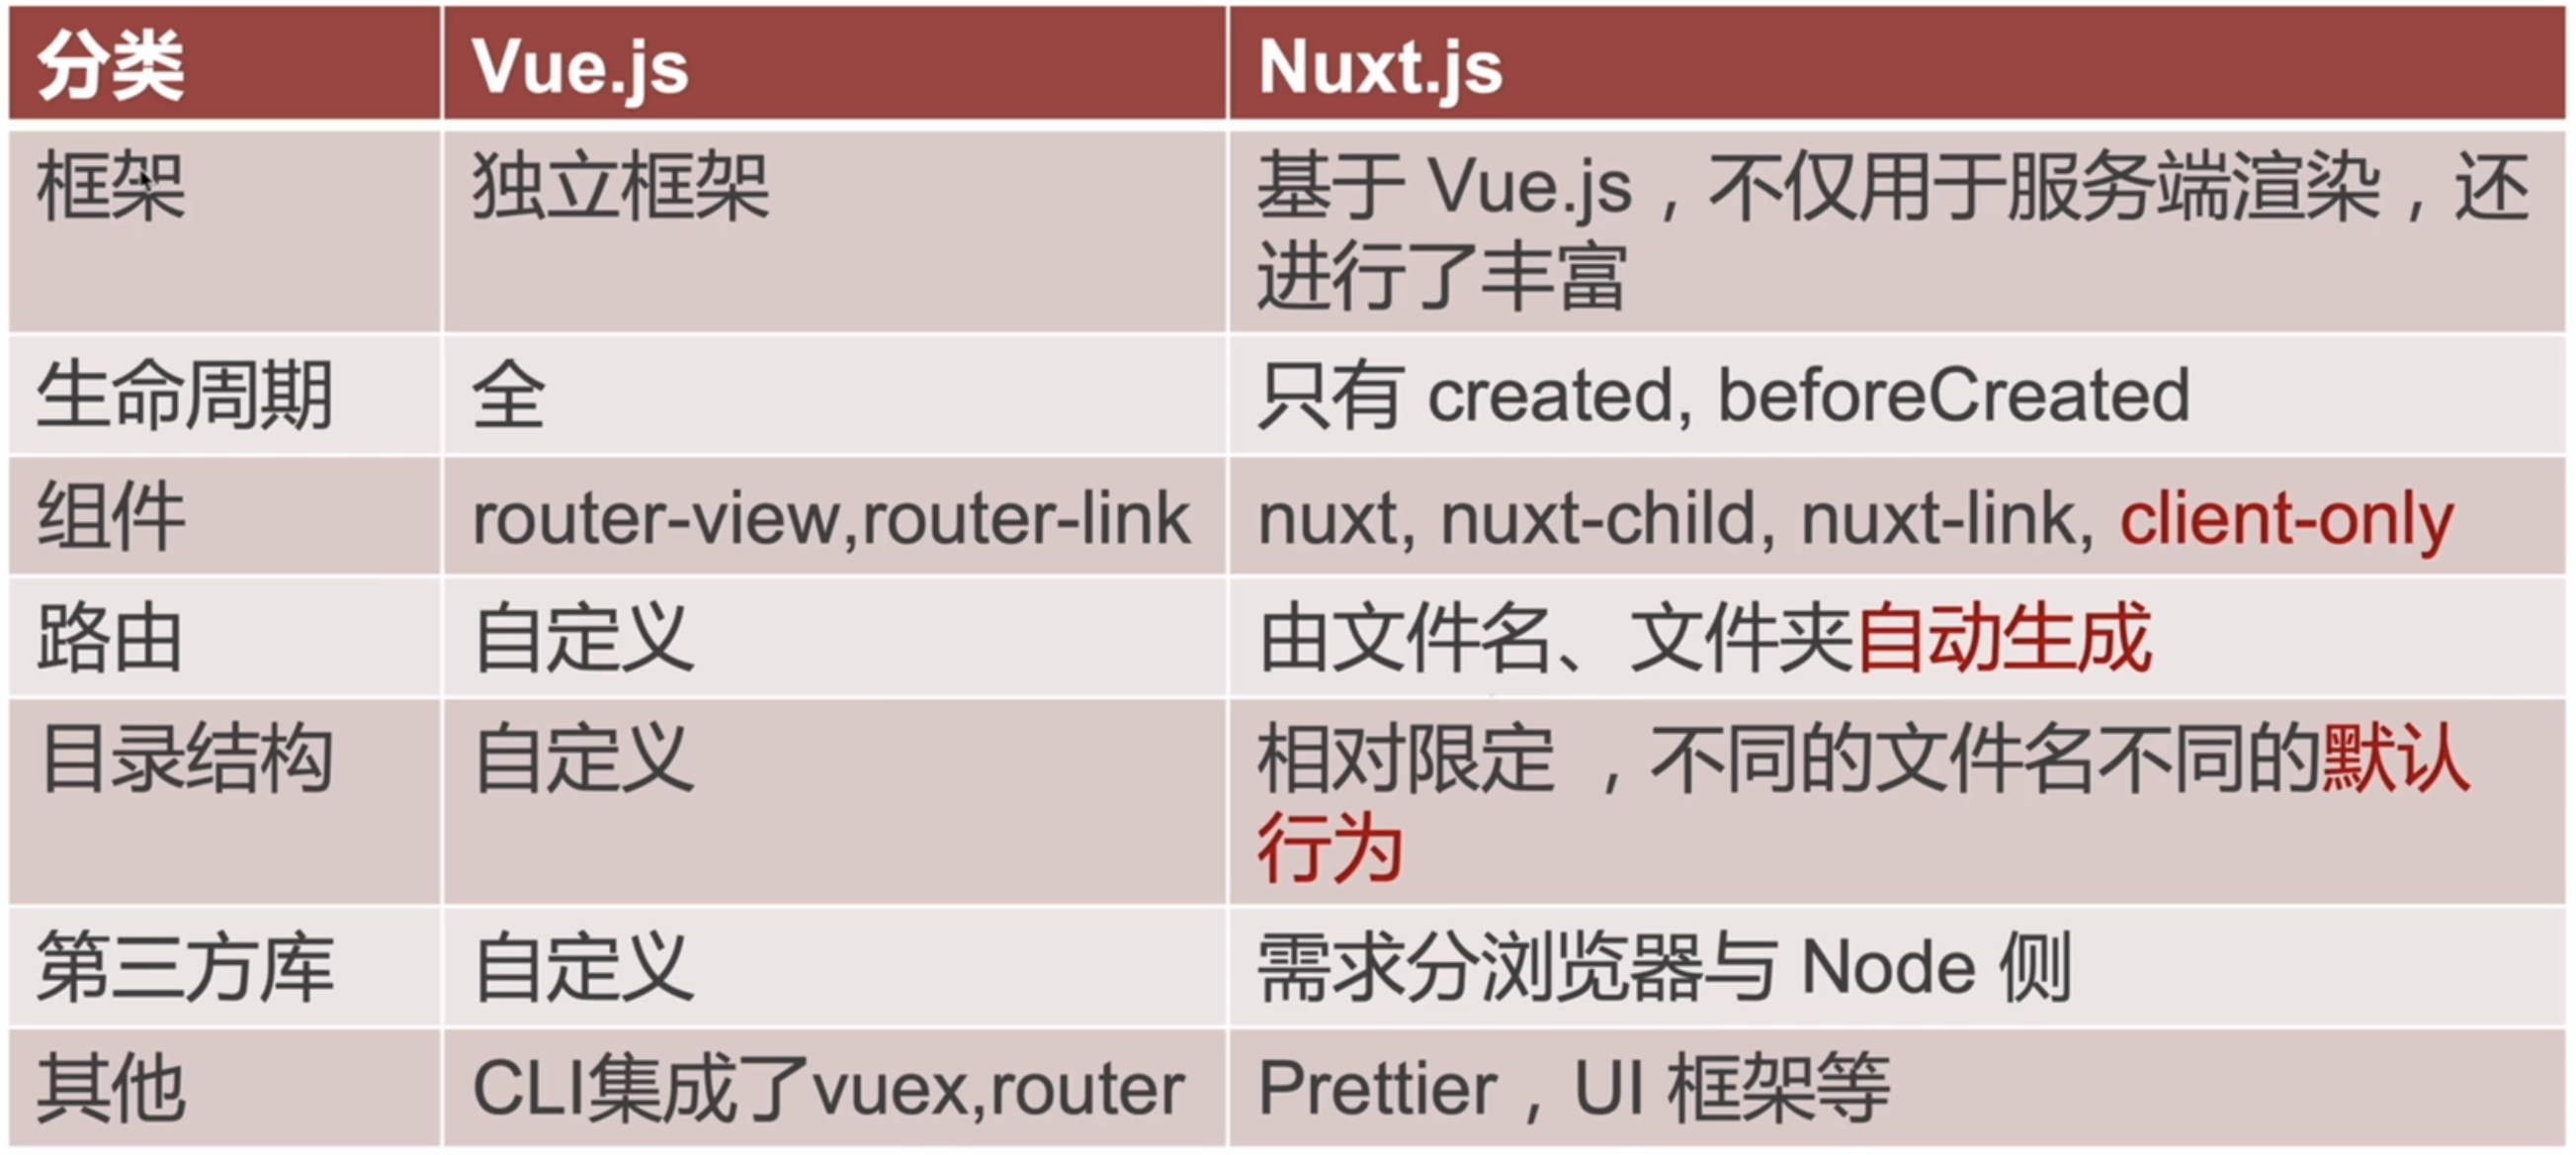 分类 Vue.js Nuxt.js
框架 独立框架 基于 Vue.js，不仅用于服务端渲染，还
进行了丰富
生命周期 全 只有 created, beforeCreated
组件 router-view,router-link nuxt, nuxt-child, nuxt-link, client-only
路由 自定义 由文件名、文件夹自动生成
目录结构 自定义 相对限定 ，不同的文件名不同的默认
行为
第三方库 自定义 需求分浏览器与 Node 侧
其他 CLI集成了vuex,router Prettier，UI 框架等